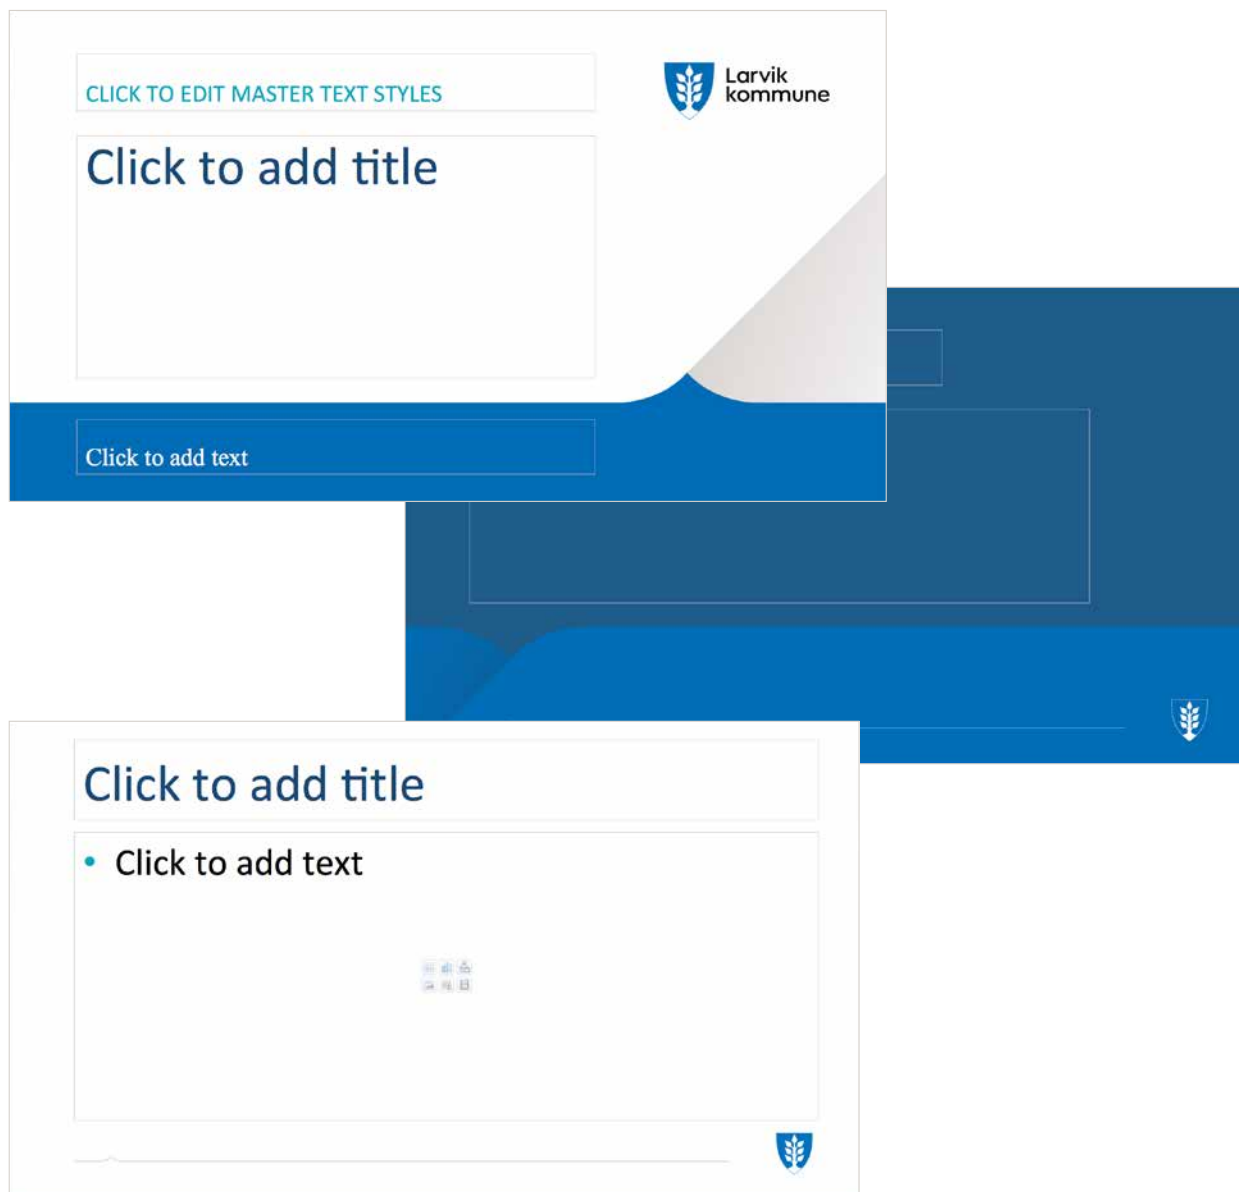 CLICK TO EDIT MASTER TEXT STYLES
Larvik
kommune
Click to add title
Click to add text
Click to add title
• Click to add text